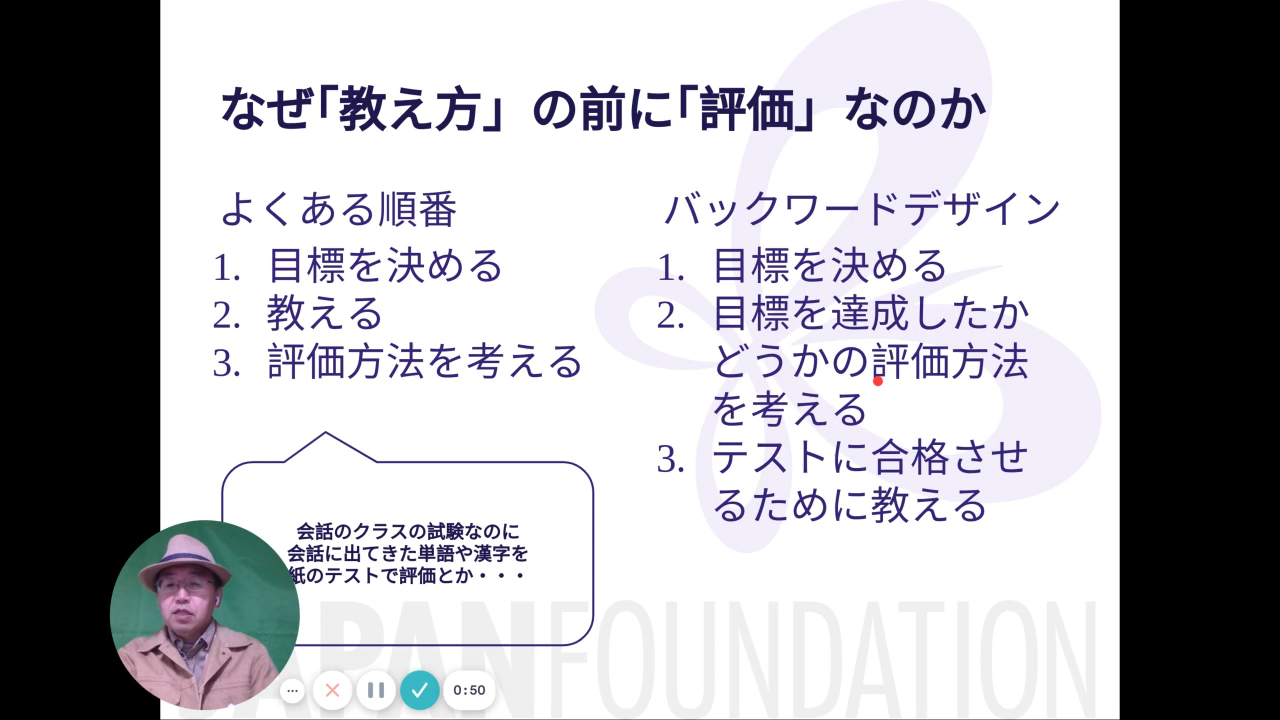 なぜ「教え方」の前に「評価」なのか
よくある順番
1. 目標を決める
2. 教える
3. 評価方法を考える
会話のクラスの試験なのに
会話に出てきた単語や漢字を
紙のテストで評価とか・・・
バックワードデザイン
1. 目標を決める
2. 目標を達成したか
どうかの評価方法
を考える
3. テストに合格させ
るために教える
JAPANFOUNDATION
0:50